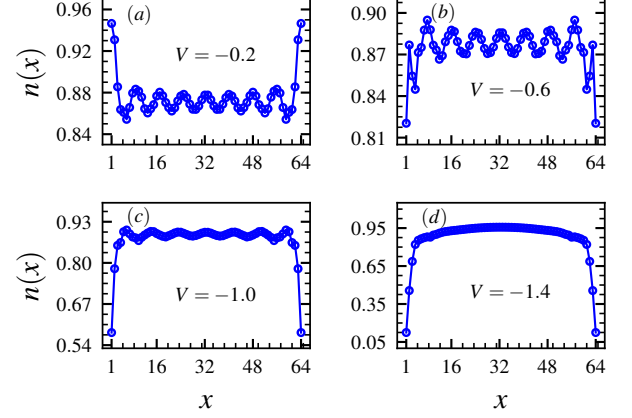 0.96
0.92
0.88
0.84
n(x)
(a)
V = −0.2
1 16 32 48 64
0.90
0.87
0.84
0.81
(b)
V = −0.6
1 16 32 48 64
0.93
0.80
0.67
0.54
n(x)
(c)
V = −1.0
1 16 32 48 64
x
0.95
0.65
0.35
0.05
(d)
V = −1.4
1 16 32 48 64
x